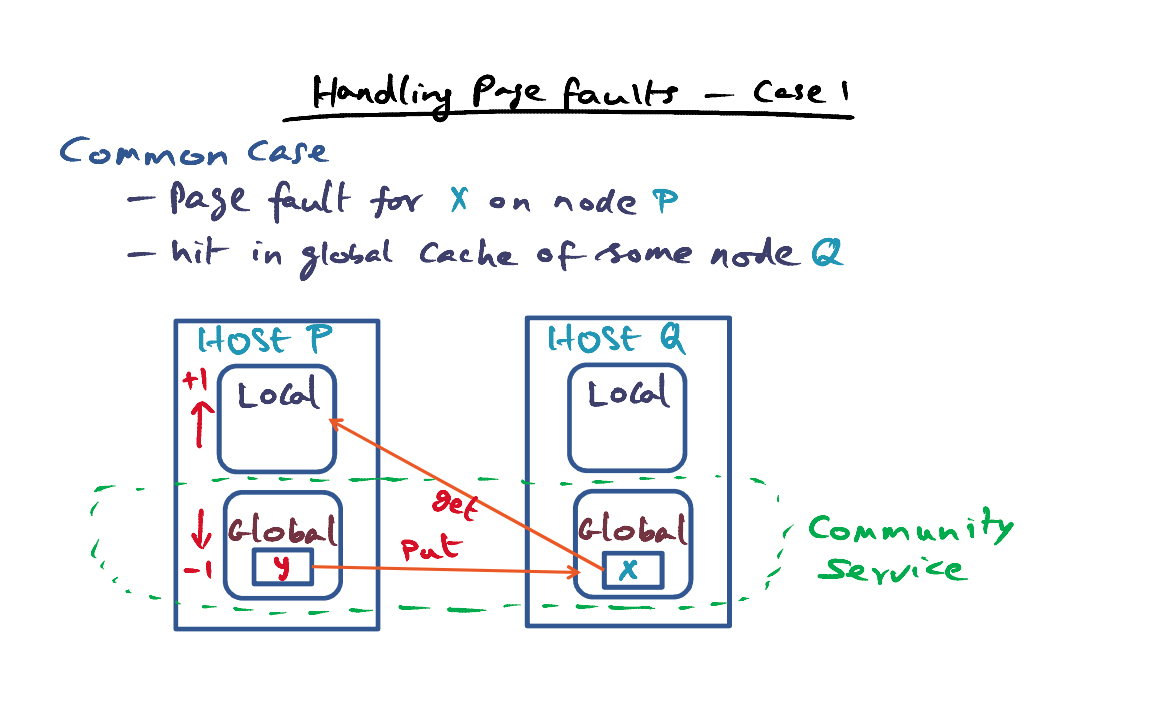 Handling Page faults - Case 1
Common Case
- Page fault for X on node P
- hit in global cache of some node Q
HOST P
HOST Q
+1
Local
Local
get
Global
Global
Put
-1
y
X
Community
Service